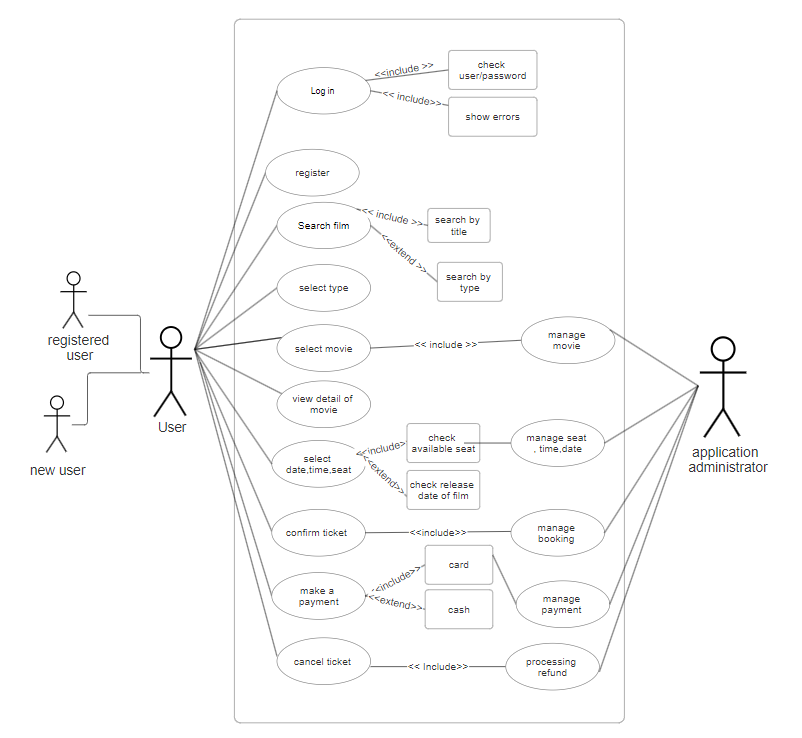 <<include >>
check
user/password
Log in
<< include>>
show errors
register
<< include >>
search by
title
Search film
<<extend >>
search by
type
select type
registered
user
select movie
<< include >>
manage
movie
User
new user
view detail of
movie
select
date,time,seat
<<include>
check
available seat
manage seat
, time,date
<<extend>>
check release
date of film
application
administrator
confirm ticket
<<include>>
manage
booking
make a
payment
<include>>
card
<<extend>>
cash
manage
payment
cancel ticket
<< Include>>
processing
refund